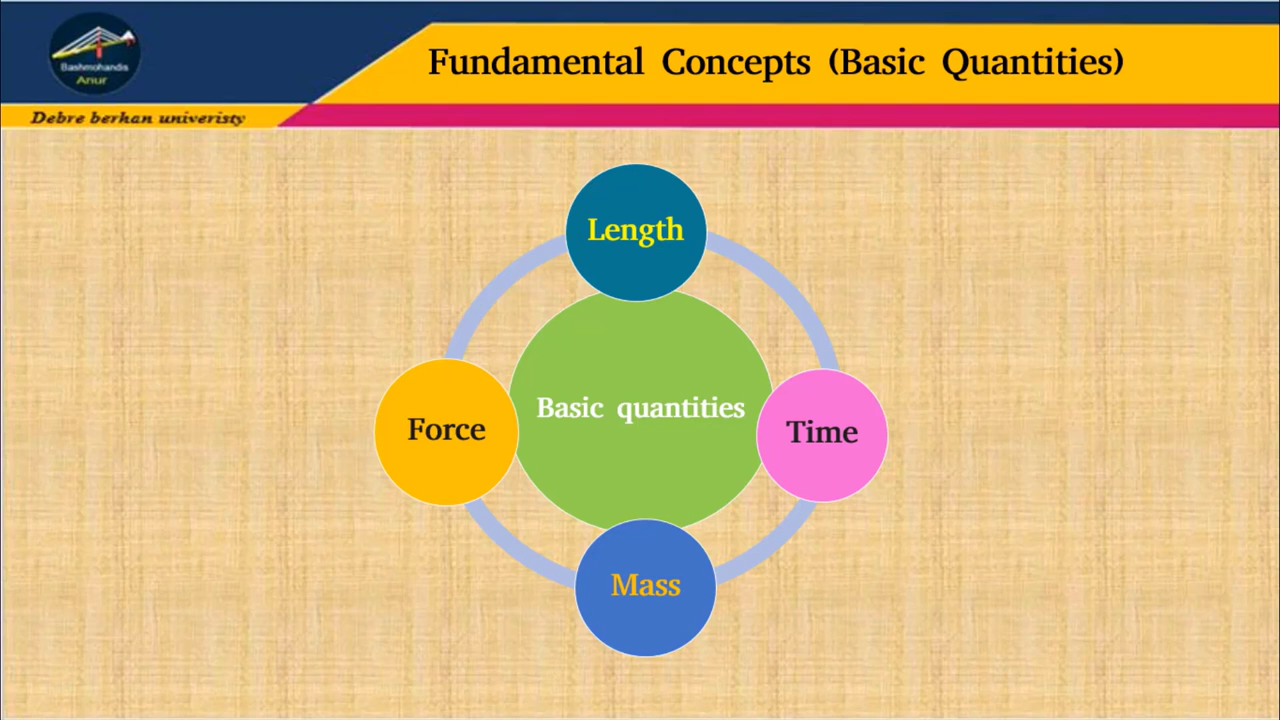 Fundamental Concepts (Basic Quantities)
Bashmohandis
Anur
Debre berhan univeristy
Length
Basic quantities
Force
Time
Mass